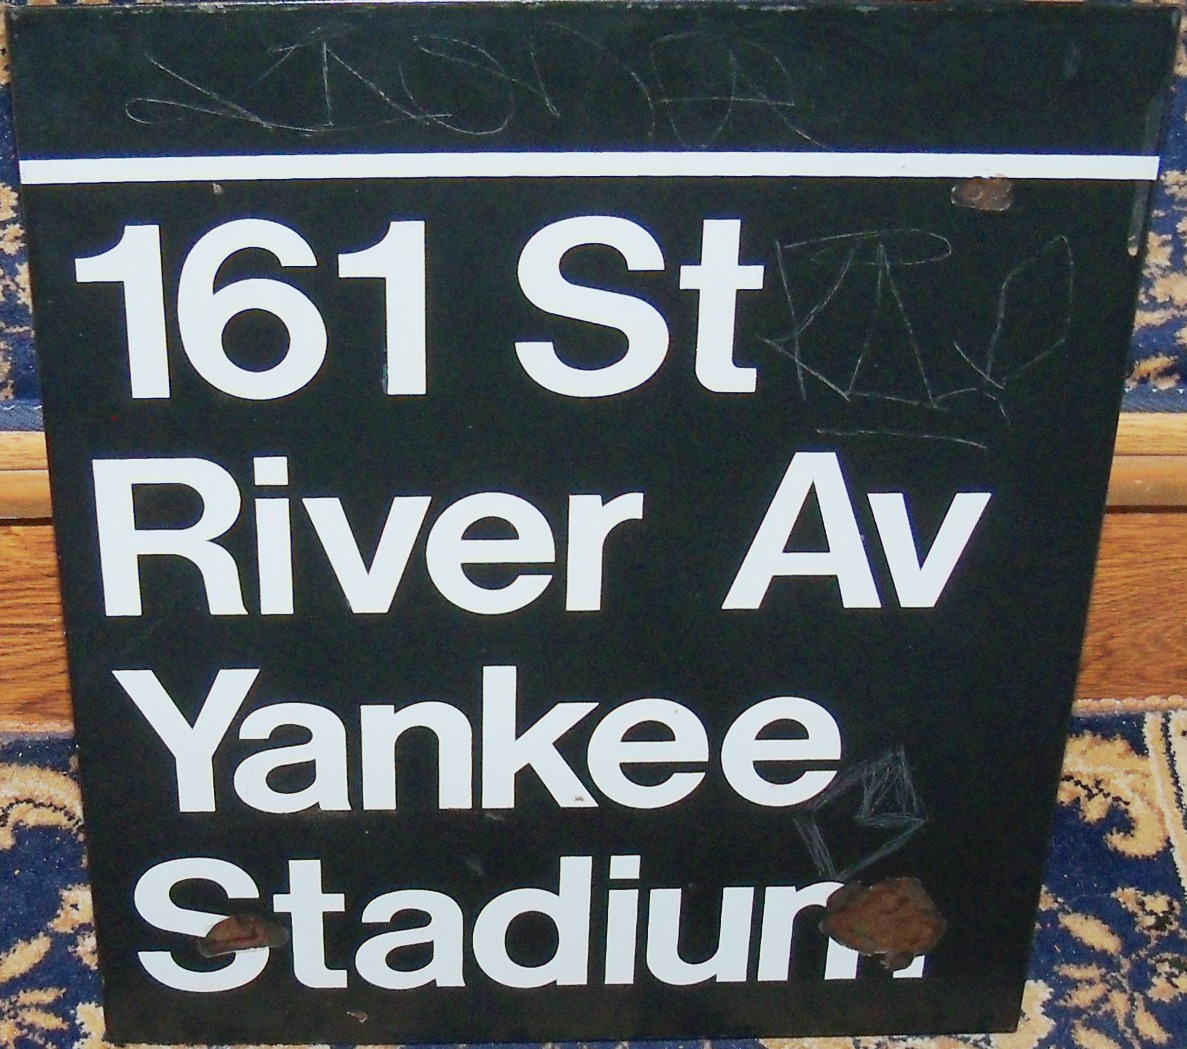 161 St
River Av
Yankee
Stadium